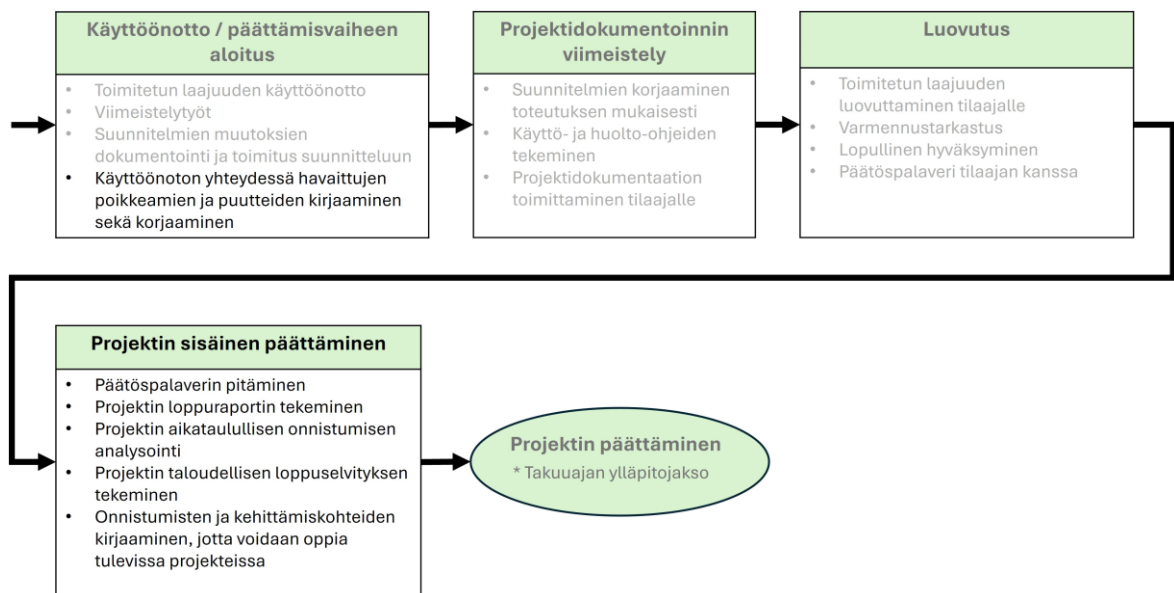 Käyttöönotto / päättämisvaiheen
aloitus
• Toimitetun laajuuden käyttöönotto
• Viimeistelytyöt
• Suunnitelmien muutoksien
dokumentointi ja toimitus suunnitteluun
• Käyttöönoton yhteydessä havaittujen
poikkeamien ja puutteiden kirjaaminen
sekä korjaaminen
Projektidokumentoinnin
viimeistely
• Suunnitelmien korjaaminen
toteutuksen mukaisesti
• Käyttö- ja huolto-ohjeiden
tekeminen
• Projektidokumentaation
toimittaminen tilaajalle
Luovutus
• Toimitetun laajuuden
luovuttaminen tilaajalle
• Varmennustarkastus
• Lopullinen hyväksyminen
• Päätöspalaveri tilaajan kanssa
Projektin sisäinen päättäminen
• Päätöspalaverin pitäminen
• Projektin loppuraportin tekeminen
• Projektin aikataulullisen onnistumisen
analysointi
• Projektin taloudellisen loppuselvityksen
tekeminen
• Onnistumisten ja kehittämiskohteiden
kirjaaminen, jotta voidaan oppia
tulevissa projekteissa
Projektin päättäminen
* Takuuajan ylläpitojakso